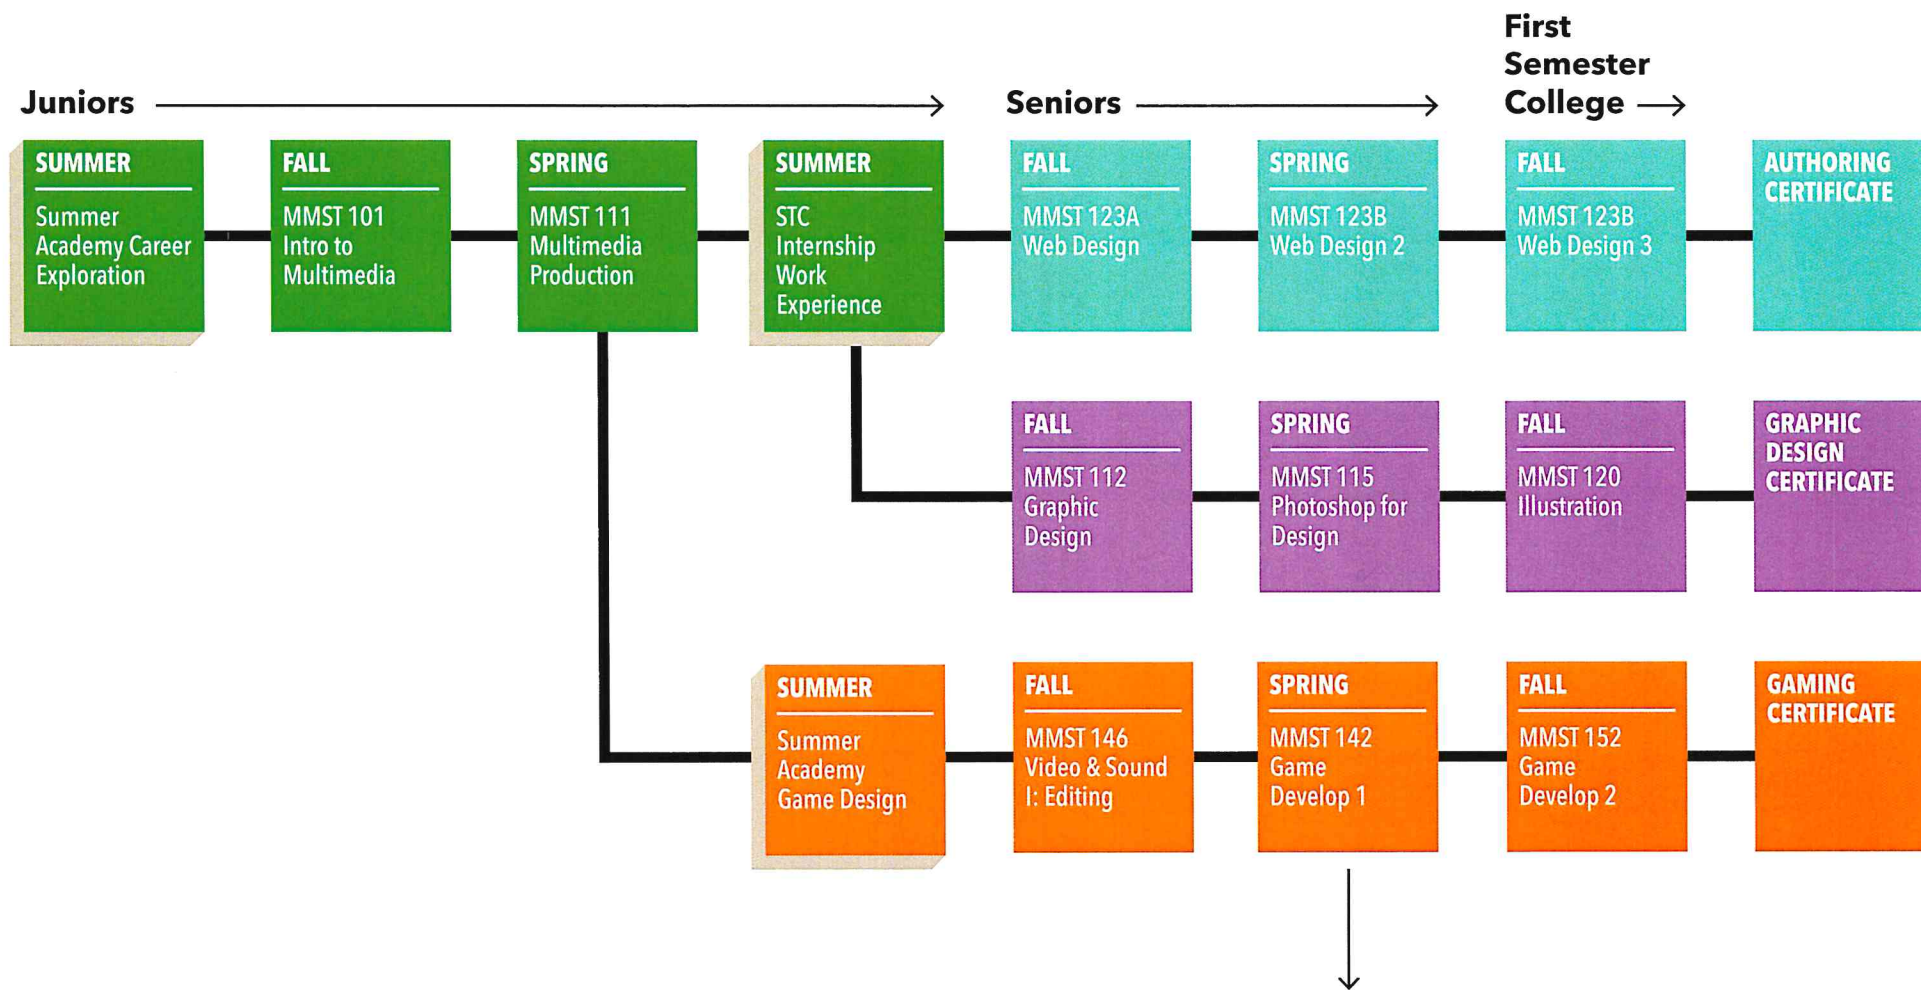 Juniors
Seniors
First
Semester
College
SUMMER
Summer
Academy Career
Exploration
FALL
MMST 101
Intro to
Multimedia
SPRING
MMST 111
Multimedia
Production
SUMMER
STC
Internship
Work
Experience
FALL
MMST 123A
Web Design
SPRING
MMST 123B
Web Design 2
FALL
MMST 123B
Web Design 3
AUTHORING
CERTIFICATE
FALL
MMST 112
Graphic
Design
SPRING
MMST 115
Photoshop for
Design
FALL
MMST 120
Illustration
GRAPHIC
DESIGN
CERTIFICATE
SUMMER
Summer
Academy
Game Design
FALL
MMST 146
Video & Sound
I: Editing
SPRING
MMST 142
Game
Develop 1
FALL
MMST 152
Game
Develop 2
GAMING
CERTIFICATE